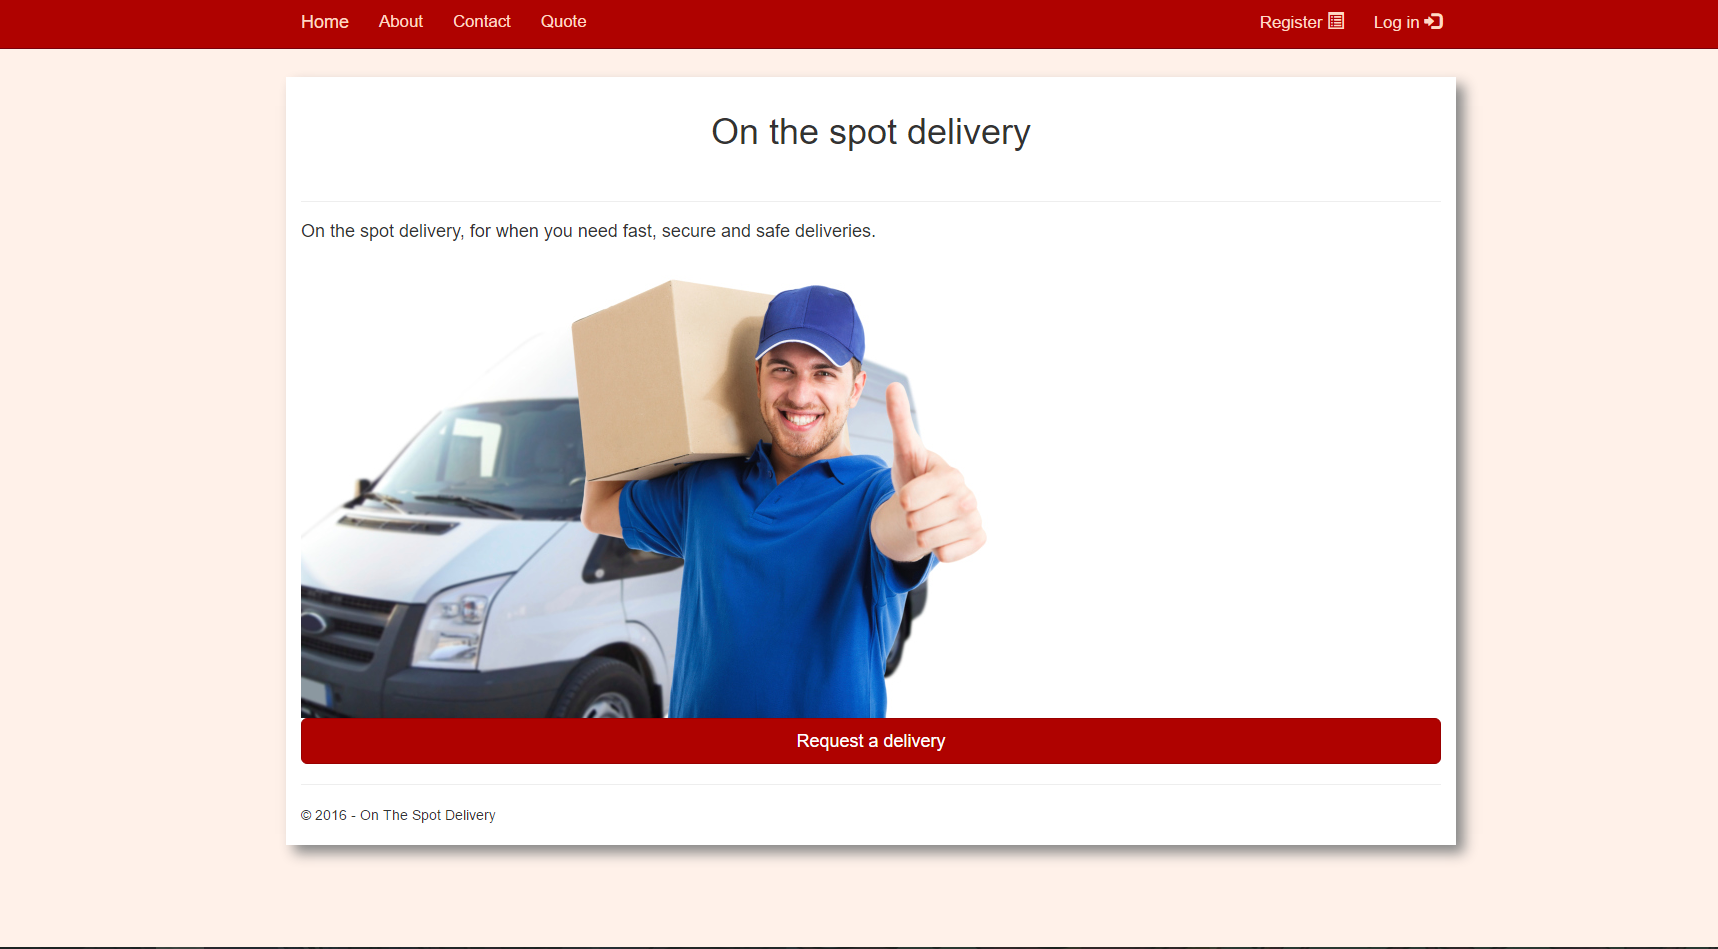 Home About Contact Quote Register Log in
On the spot delivery
On the spot delivery, for when you need fast, secure and safe deliveries.
Request a delivery
© 2016 - On The Spot Delivery